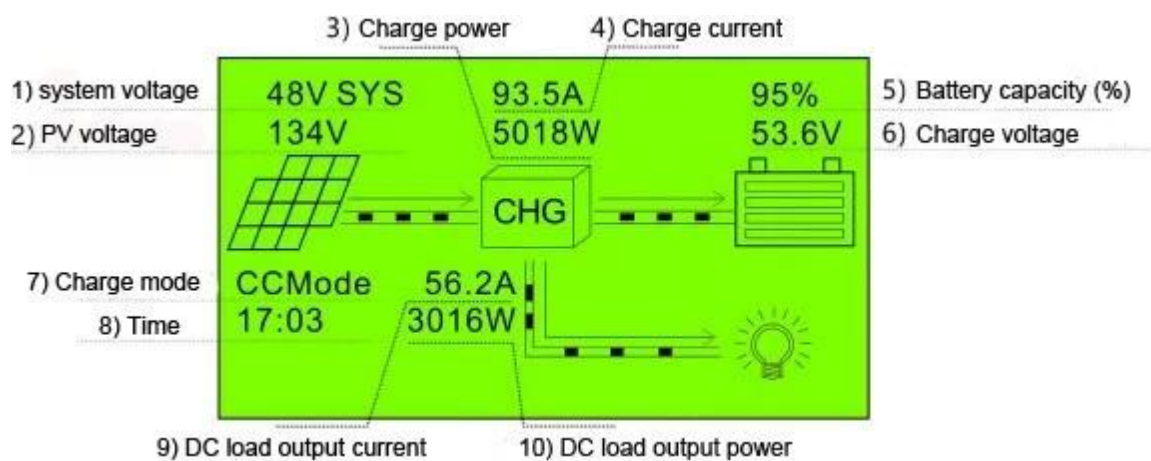 3) Charge power
4) Charge current
1) system voltage
48V SYS
93.5A
95%
5) Battery capacity (%)
2) PV voltage
134V
5018W
53.6V
6) Charge voltage
CHG
7) Charge mode
CCMode
56.2A
8) Time
17:03
3016W
9) DC load output current
10) DC load output power